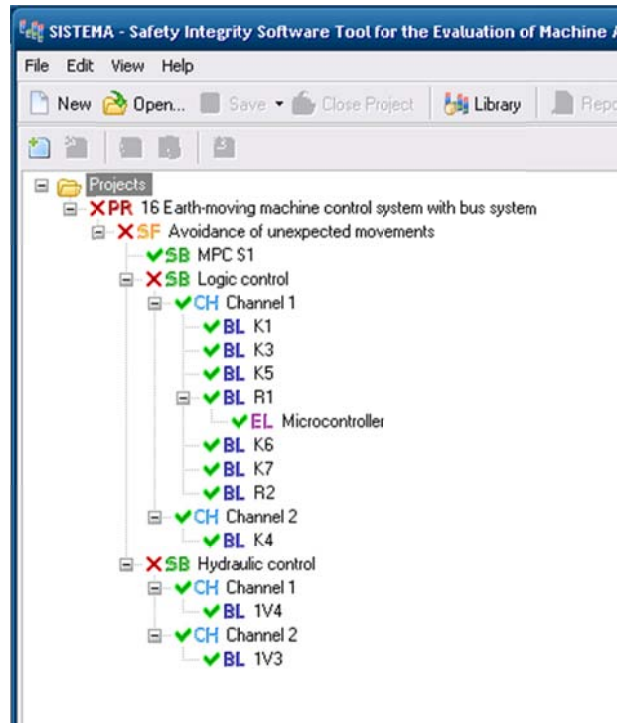 SISTEMA - Safety Integrity Software Tool for the Evaluation of Machine A
File Edit View Help
New Open... Save Close Project Library Repo
Projects
PR 16 Earth-moving machine control system with bus system
SF Avoidance of unexpected movements
SB MPC S1
SB Logic control
CH Channel 1
BL K1
BL K3
BL K5
BL R1
EL Microcontroller
BL K6
BL K7
BL R2
CH Channel 2
BL K4
SB Hydraulic control
CH Channel 1
BL 1V4
CH Channel 2
BL 1V3